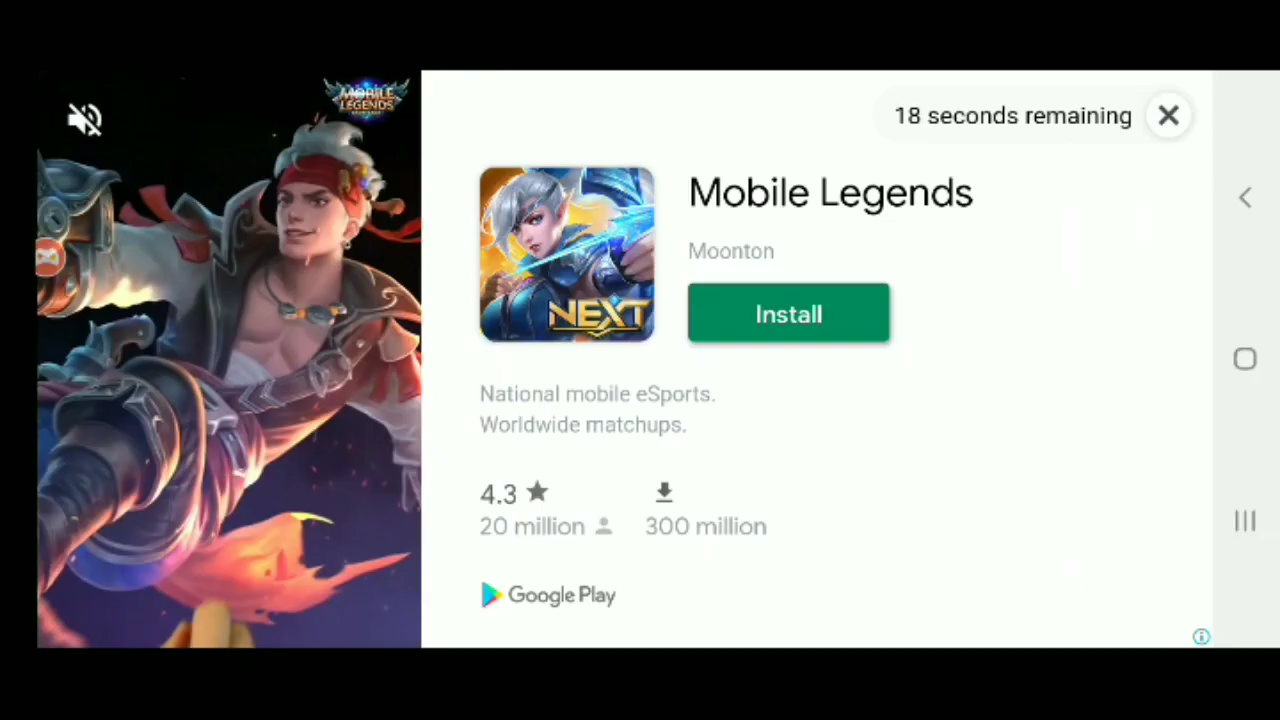 MOBILE
LEGENDS
18 seconds remaining
NEXT
Mobile Legends
Moonton
Install
National mobile eSports.
Worldwide matchups.
4.3
20 million
300 million
Google Play